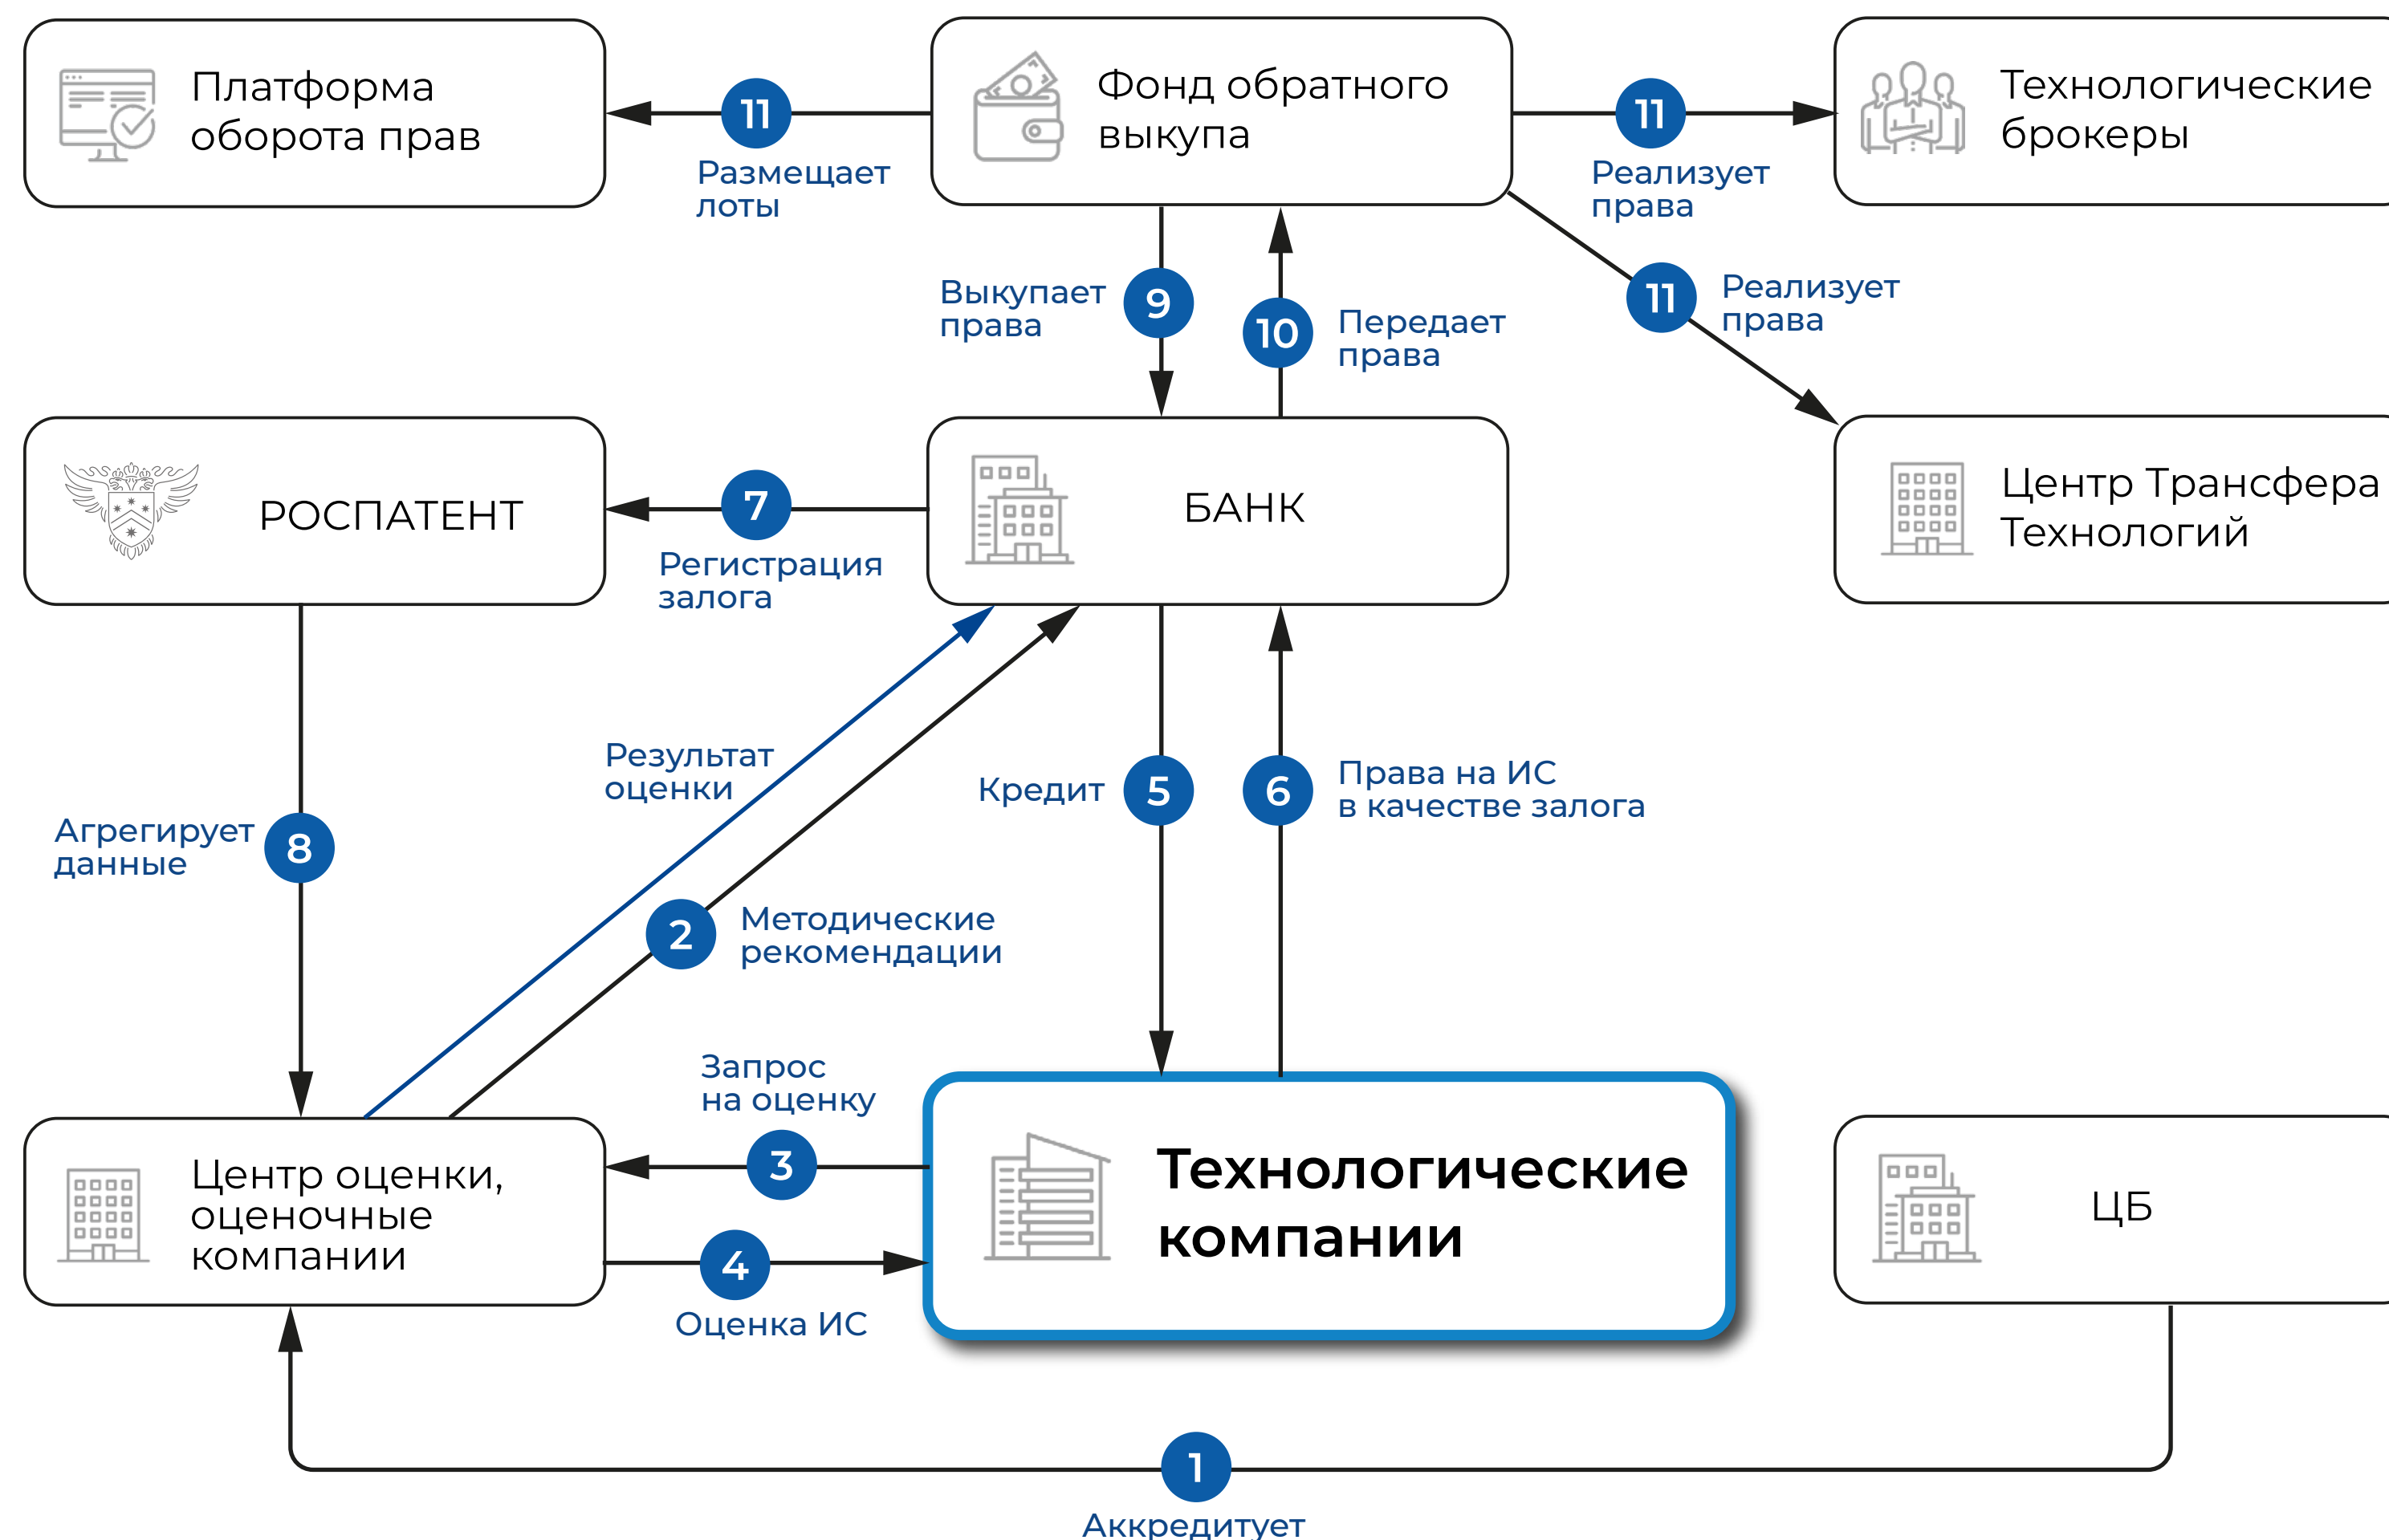 Платформа
оборота прав
11
Размещает
лоты
Фонд обратного
выкупа
11
Реализует
права
Технологические
брокеры
Выкупает
права
9
10
Передает
права
11
Реализует
права
РОСПАТЕНТ
7
Регистрация
залога
БАНК
Центр Трансфера
Технологий
Агрегирует
данные
8
Результат
оценки
2
Методические
рекомендации
Кредит
5
6
Права на ИС
в качестве залога
Центр оценки,
оценочные
компании
Запрос
на оценку
3
4
Оценка ИС
Технологические
компании
ЦБ
1
Аккредитует